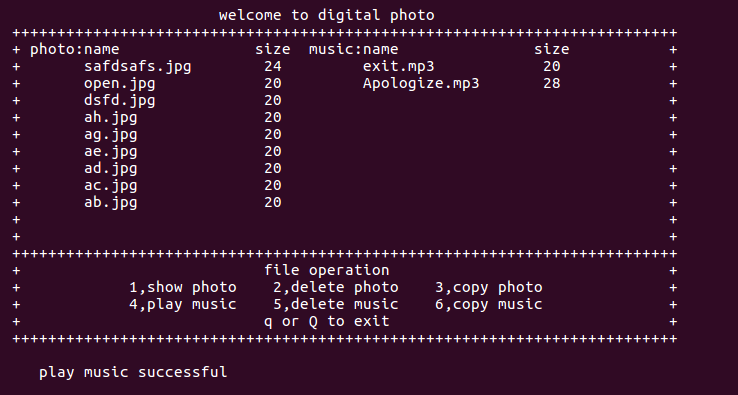 welcome to digital photo
++++++++++++++++++++++++++++++++++++++++++++++++++++++++++++++++++++++++++
+ photo:name               size  music:name               size           +
+       safdsafs.jpg        24         exit.mp3            20            +
+       open.jpg            20         Apologize.mp3       28            +
+       dsfd.jpg            20                                           +
+       ah.jpg              20                                           +
+       ag.jpg              20                                           +
+       ae.jpg              20                                           +
+       ad.jpg              20                                           +
+       ac.jpg              20                                           +
+       ab.jpg              20                                           +
+                                                                        +
+                                                                        +
++++++++++++++++++++++++++++++++++++++++++++++++++++++++++++++++++++++++++
+                           file operation                               +
+            1,show photo    2,delete photo    3,copy photo              +
+            4,play music    5,delete music    6,copy music              +
+                           q or Q to exit                               +
++++++++++++++++++++++++++++++++++++++++++++++++++++++++++++++++++++++++++
play music successful